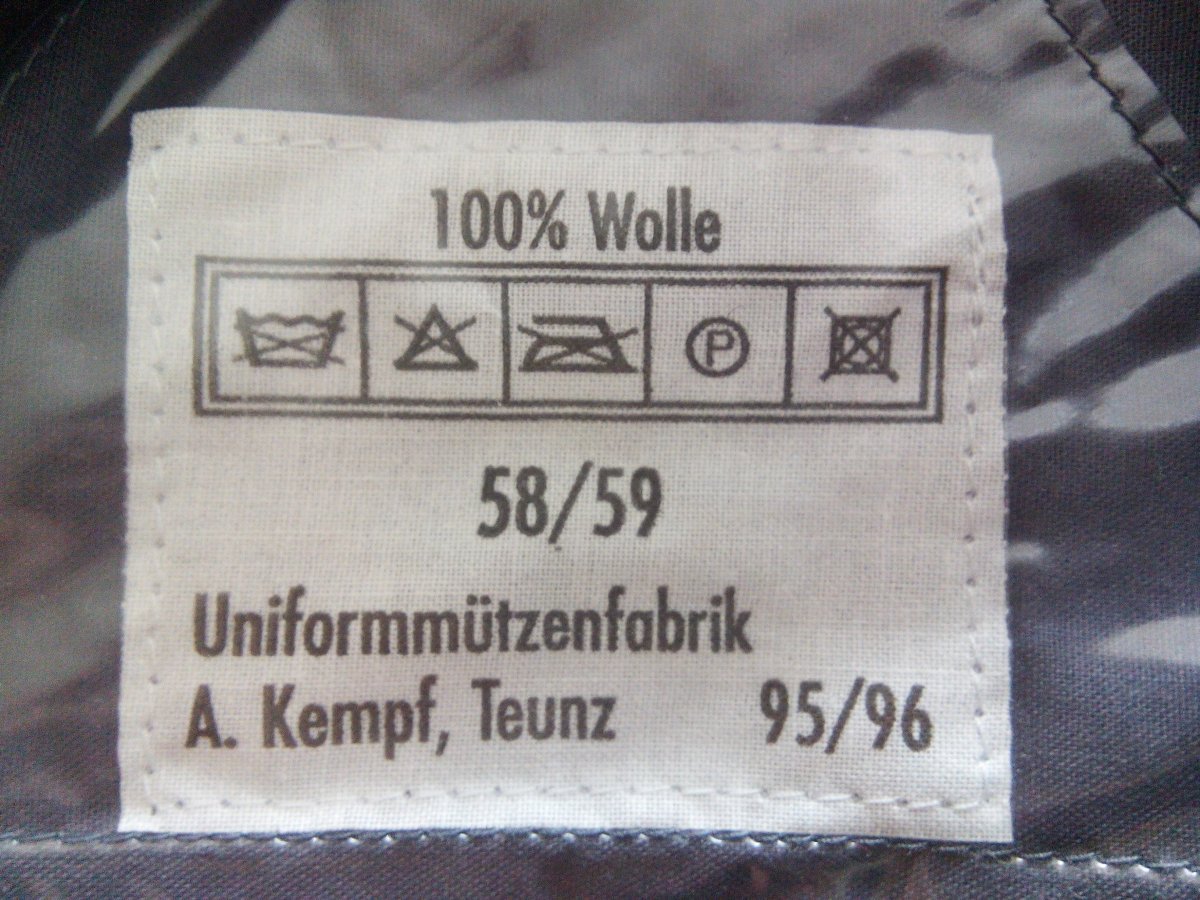 100% Wolle
P
58/59
Uniformmützenfabrik
A. Kempf, Teunz 95/96